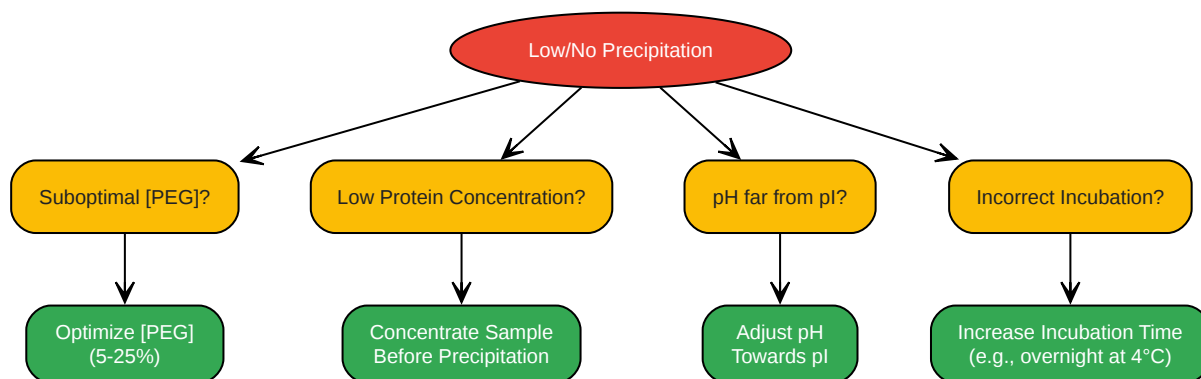 Low/No Precipitation
Suboptimal [PEG]?
Low Protein Concentration?
pH far from pI?
Incorrect Incubation?
Optimize [PEG]
(5-25%)
Concentrate Sample
Before Precipitation
Adjust pH
Towards pI
Increase Incubation Time
(e.g., overnight at 4°C)